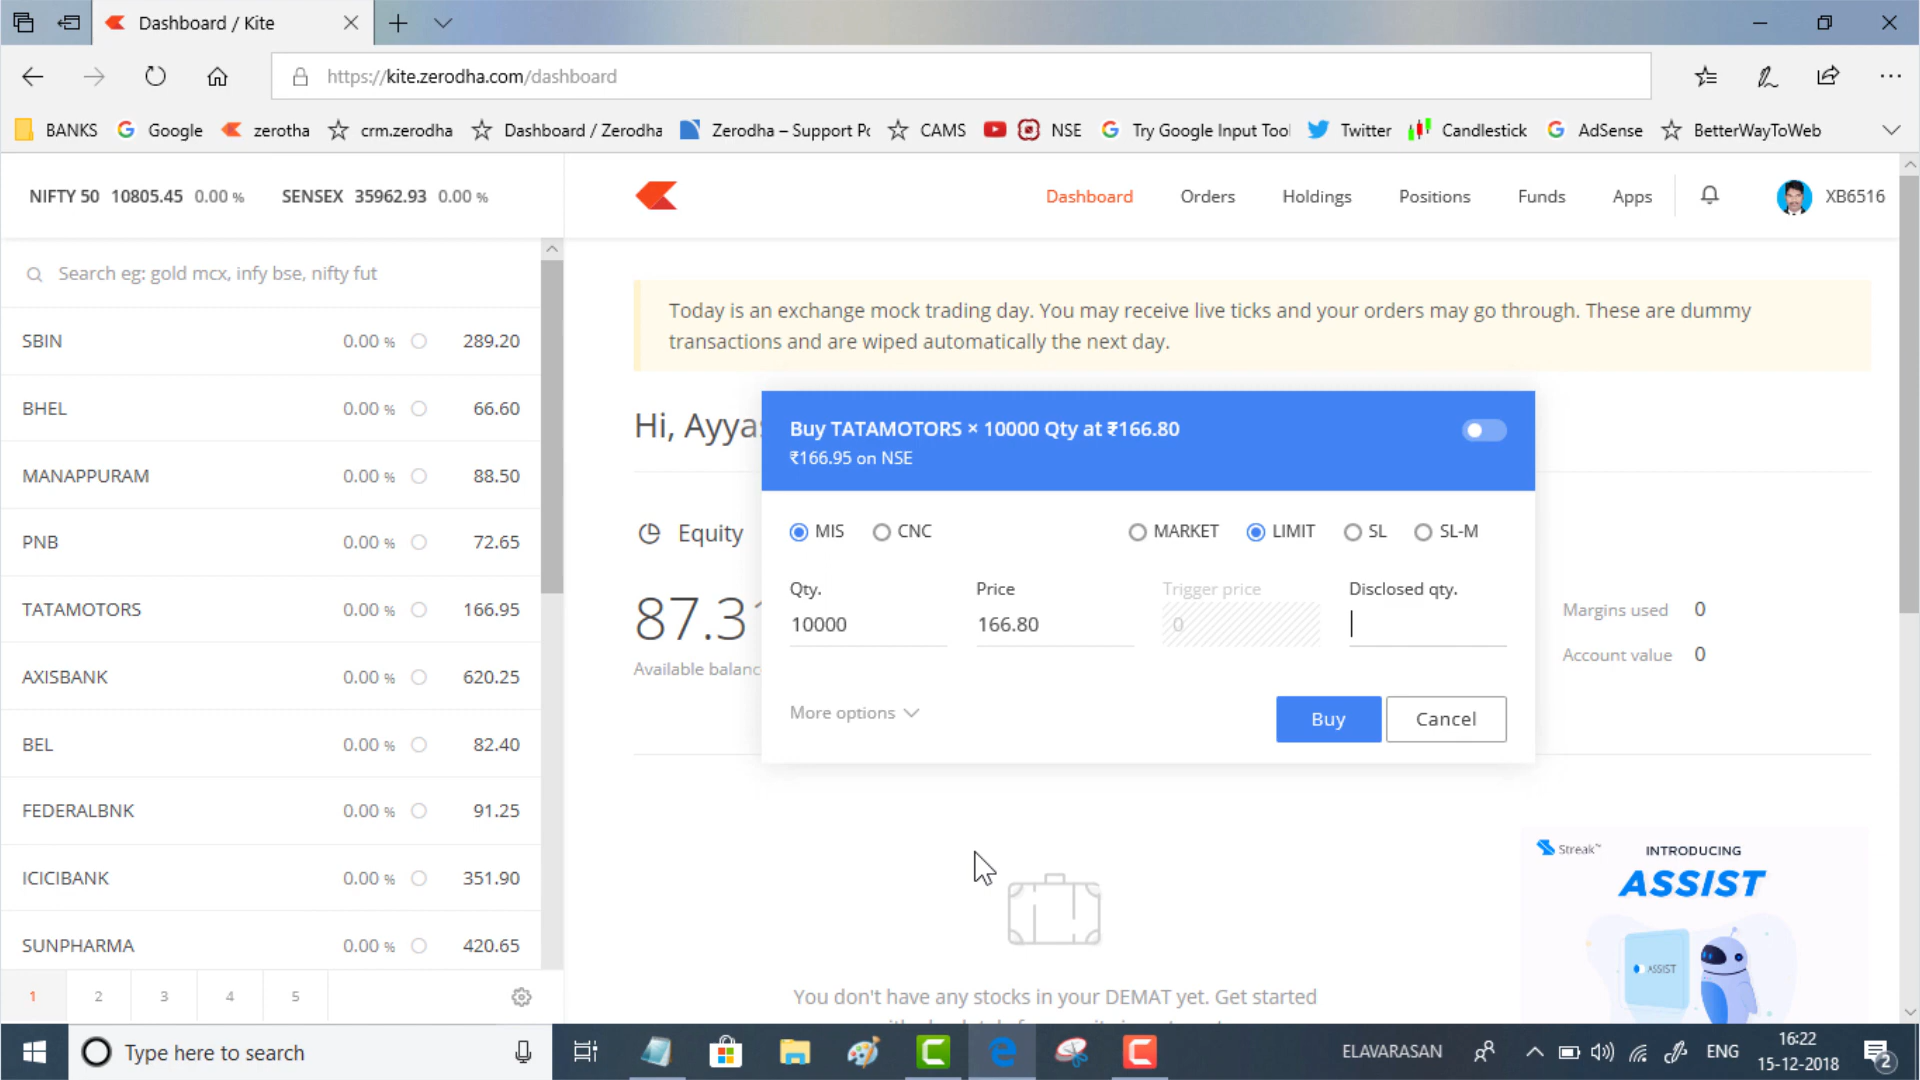 Dashboard / Kite
https://kite.zerodha.com/dashboard
BANKS Google zerotha crm.zerodha Dashboard / Zerodha Zerodha – Support Po CAMS NSE Try Google Input Tool Twitter Candlestick AdSense BetterWayToWeb
NIFTY 50 10805.45 0.00 % SENSEX 35962.93 0.00 %
Dashboard Orders Holdings Positions Funds Apps XB6516
Search eg: gold mcx, infy bse, nifty fut
SBIN 0.00 % 289.20
BHEL 0.00 % 66.60
MANAPPURAM 0.00 % 88.50
PNB 0.00 % 72.65
TATAMOTORS 0.00 % 166.95
AXISBANK 0.00 % 620.25
BEL 0.00 % 82.40
FEDERALBNK 0.00 % 91.25
ICICIBANK 0.00 % 351.90
SUNPHARMA 0.00 % 420.65
1 2 3 4 5
Today is an exchange mock trading day. You may receive live ticks and your orders may go through. These are dummy
transactions and are wiped automatically the next day.
Hi, Ayyas
Buy TATAMOTORS × 10000 Qty at ₹166.80
₹166.95 on NSE
MIS CNC MARKET LIMIT SL SL-M
Qty. Price Trigger price Disclosed qty.
10000 166.80 0
More options Buy Cancel
Equity
87.31
Available balanc
Margins used 0
Account value 0
You don't have any stocks in your DEMAT yet. Get started
Streak™ INTRODUCING
ASSIST
ASSIST
Type here to search
ELAVARASAN ENG 16:22
15-12-2018 2